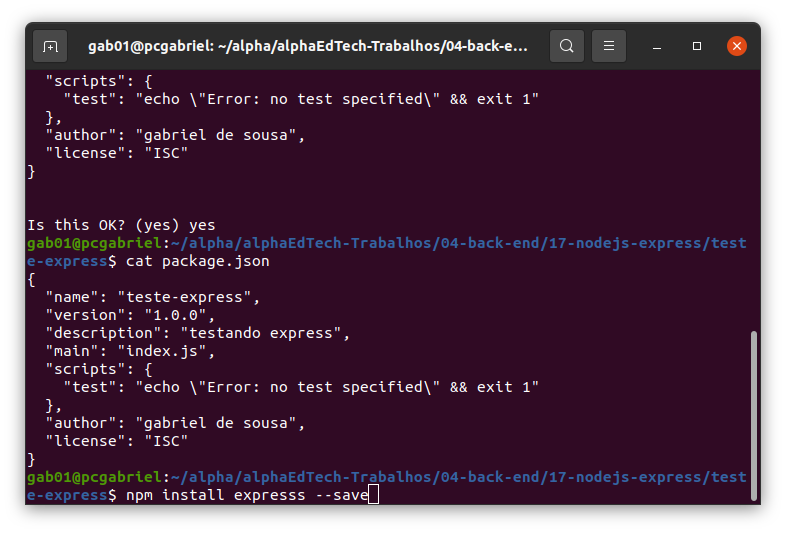 gab01@pcgabriel: ~/alpha/alphaEdTech-Trabalhos/04-back-e…
  "scripts": {
    "test": "echo \"Error: no test specified\" && exit 1"
  },
  "author": "gabriel de sousa",
  "license": "ISC"
}
Is this OK? (yes) yes
gab01@pcgabriel:~/alpha/alphaEdTech-Trabalhos/04-back-end/17-nodejs-express/test
e-express$ cat package.json
{
  "name": "teste-express",
  "version": "1.0.0",
  "description": "testando express",
  "main": "index.js",
  "scripts": {
    "test": "echo \"Error: no test specified\" && exit 1"
  },
  "author": "gabriel de sousa",
  "license": "ISC"
}
gab01@pcgabriel:~/alpha/alphaEdTech-Trabalhos/04-back-end/17-nodejs-express/test
e-express$ npm install expresss --save